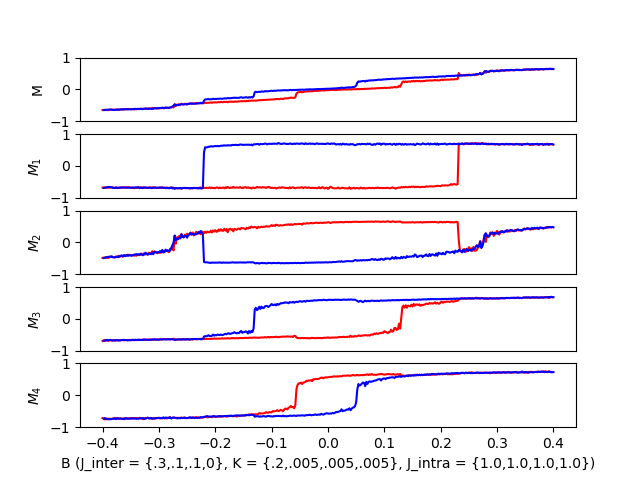 1
0
−1
M
1
0
−1
M1
1
0
−1
M2
1
0
−1
M3
1
0
−1
M4
−0.4 −0.3 −0.2 −0.1 0.0 0.1 0.2 0.3 0.4
B (J_inter = {.3,.1,.1,0}, K = {.2,.005,.005,.005}, J_intra = {1.0,1.0,1.0,1.0})